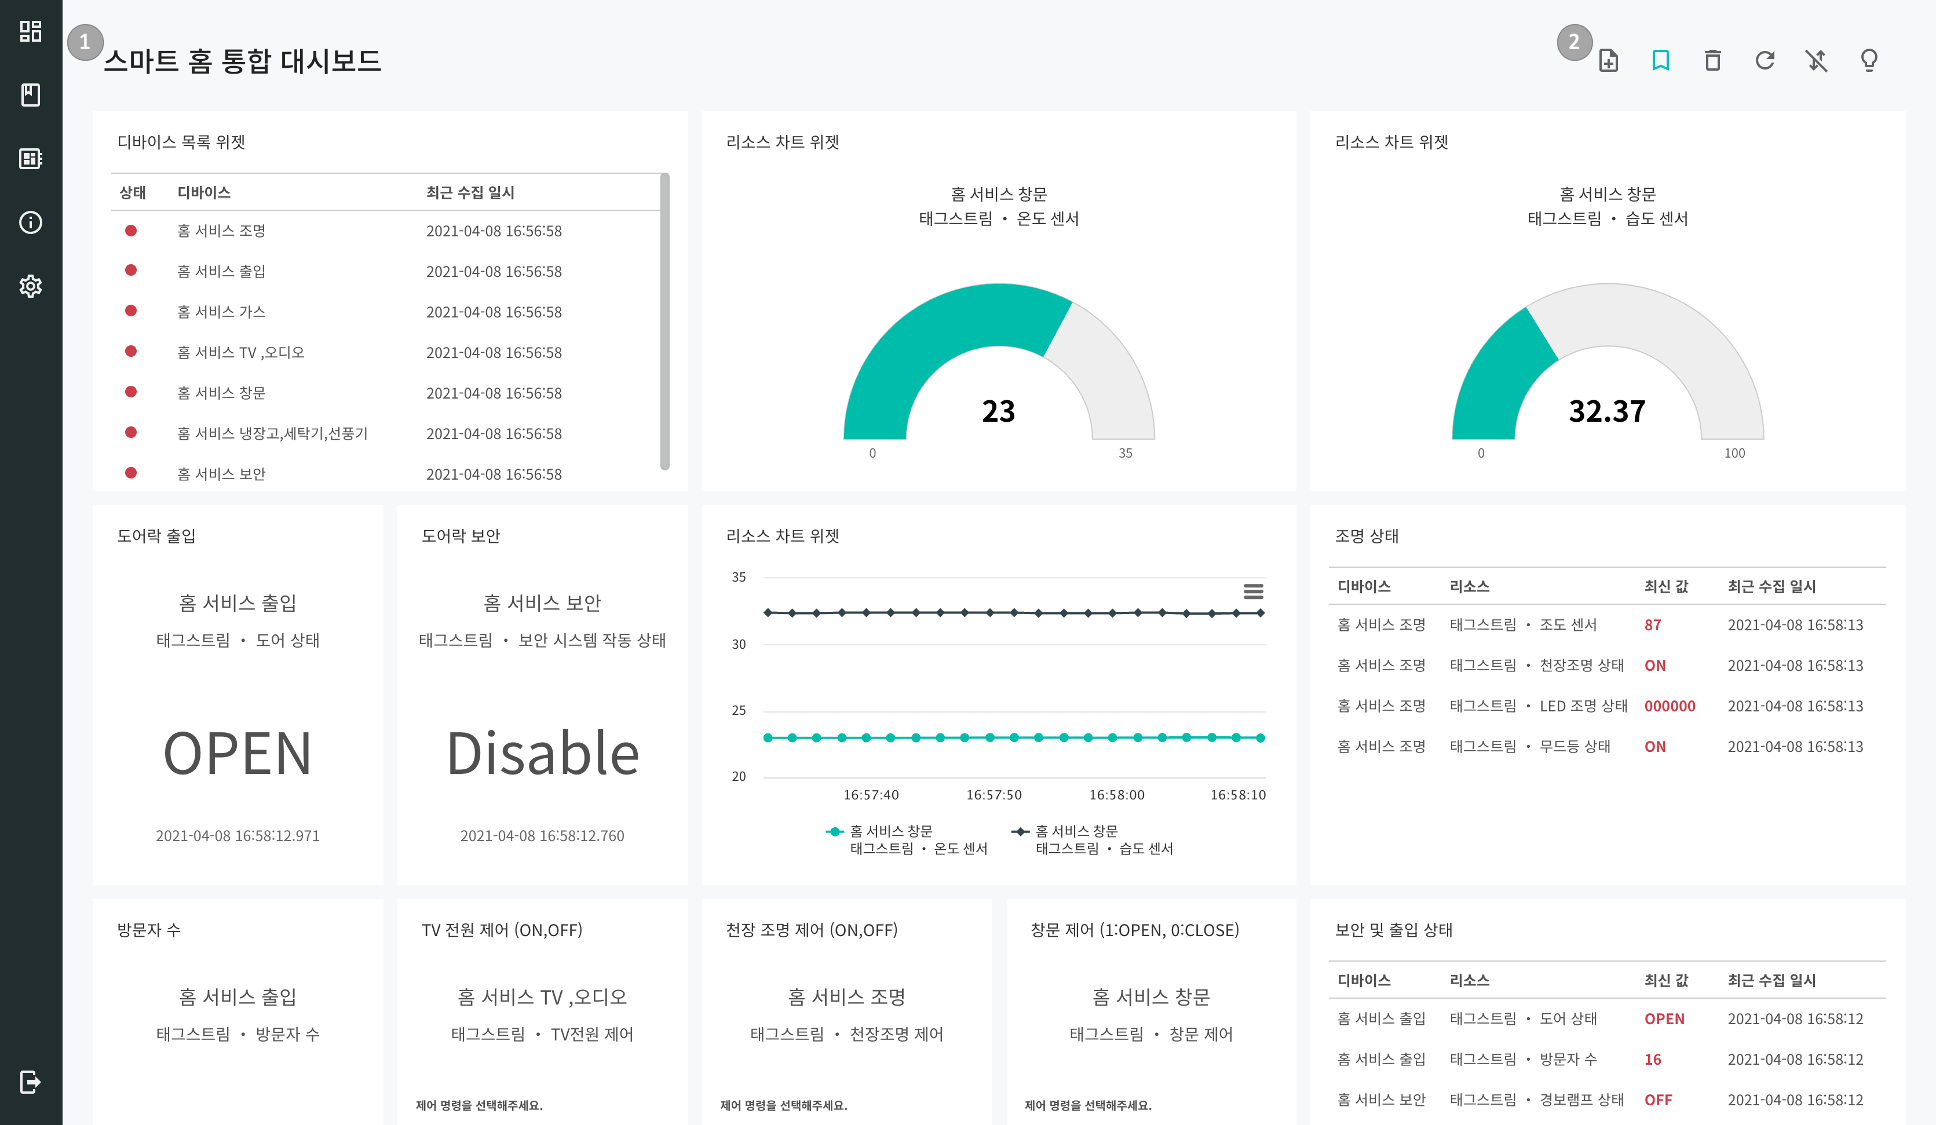 1
스마트 홈 통합 대시보드
2
디바이스 목록 위젯
상태 디바이스 최근 수집 일시
홈 서비스 조명 2021-04-08 16:56:58
홈 서비스 출입 2021-04-08 16:56:58
홈 서비스 가스 2021-04-08 16:56:58
홈 서비스 TV ,오디오 2021-04-08 16:56:58
홈 서비스 창문 2021-04-08 16:56:58
홈 서비스 냉장고,세탁기,선풍기 2021-04-08 16:56:58
홈 서비스 보안 2021-04-08 16:56:58
리소스 차트 위젯
홈 서비스 창문
태그스트림 • 온도 센서
23
0 35
리소스 차트 위젯
홈 서비스 창문
태그스트림 • 습도 센서
32.37
0 100
도어락 출입
홈 서비스 출입
태그스트림 • 도어 상태
OPEN
2021-04-08 16:58:12.971
도어락 보안
홈 서비스 보안
태그스트림 • 보안 시스템 작동 상태
Disable
2021-04-08 16:58:12.760
리소스 차트 위젯
35
30
25
20
16:57:40 16:57:50 16:58:00 16:58:10
홈 서비스 창문
태그스트림 • 온도 센서
홈 서비스 창문
태그스트림 • 습도 센서
조명 상태
디바이스 리소스 최신 값 최근 수집 일시
홈 서비스 조명 태그스트림 • 조도 센서 87 2021-04-08 16:58:13
홈 서비스 조명 태그스트림 • 천장조명 상태 ON 2021-04-08 16:58:13
홈 서비스 조명 태그스트림 • LED 조명 상태 000000 2021-04-08 16:58:13
홈 서비스 조명 태그스트림 • 무드등 상태 ON 2021-04-08 16:58:13
방문자 수
홈 서비스 출입
태그스트림 • 방문자 수
TV 전원 제어 (ON,OFF)
홈 서비스 TV ,오디오
태그스트림 • TV전원 제어
제어 명령을 선택해주세요.
천장 조명 제어 (ON,OFF)
홈 서비스 조명
태그스트림 • 천장조명 제어
제어 명령을 선택해주세요.
창문 제어 (1:OPEN, 0:CLOSE)
홈 서비스 창문
태그스트림 • 창문 제어
제어 명령을 선택해주세요.
보안 및 출입 상태
디바이스 리소스 최신 값 최근 수집 일시
홈 서비스 출입 태그스트림 • 도어 상태 OPEN 2021-04-08 16:58:12
홈 서비스 출입 태그스트림 • 방문자 수 16 2021-04-08 16:58:12
홈 서비스 보안 태그스트림 • 경보램프 상태 OFF 2021-04-08 16:58:12